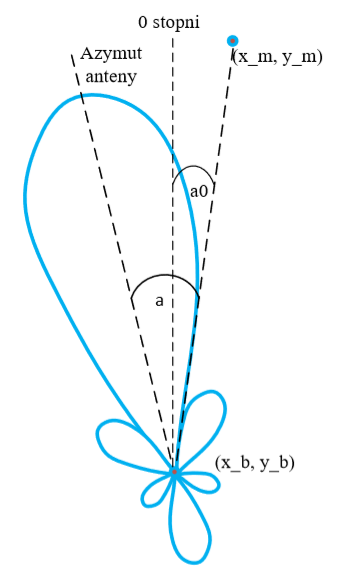 0 stopni
Azymut
anteny
(x_m, y_m)
a0
a
(x_b, y_b)